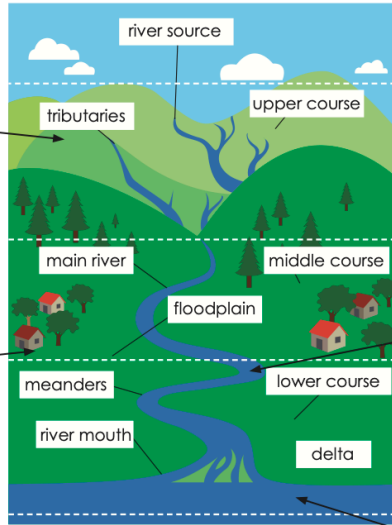 river source
upper course
tributaries
main river
middle course
floodplain
meanders
lower course
river mouth
delta